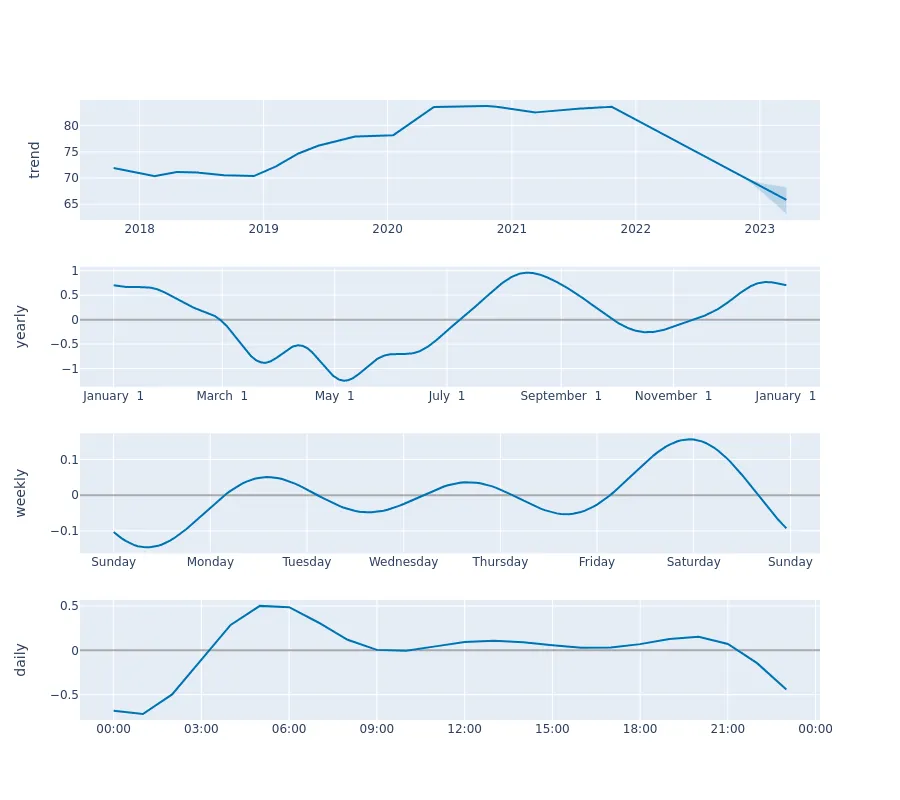 trend
80
75
70
65
2018 2019 2020 2021 2022 2023
yearly
1
0.5
0
−0.5
−1
January 1 March 1 May 1 July 1 September 1 November 1 January 1
weekly
0.1
0
−0.1
Sunday Monday Tuesday Wednesday Thursday Friday Saturday Sunday
daily
0.5
0
−0.5
00:00 03:00 06:00 09:00 12:00 15:00 18:00 21:00 00:00